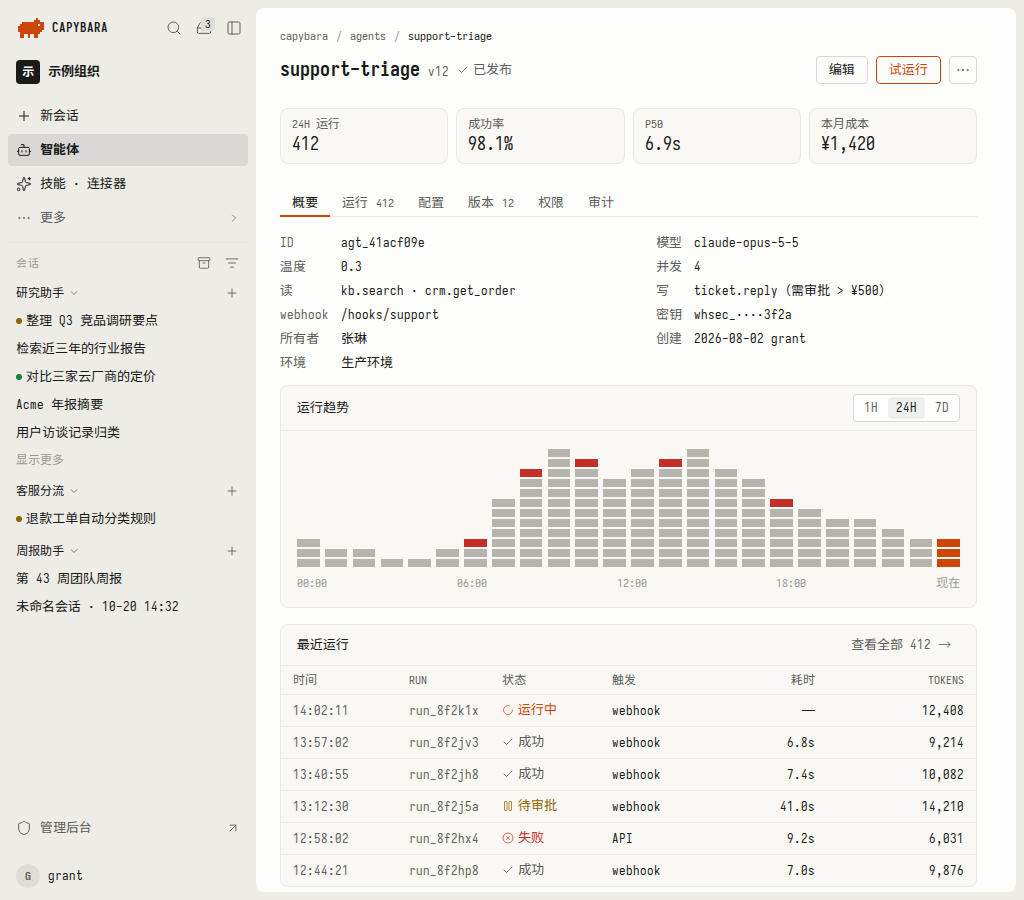 CAPYBARA
3
示 示例组织
新会话
智能体
技能 · 连接器
更多
会话
研究助手
整理 Q3 竞品调研要点
检索近三年的行业报告
对比三家云厂商的定价
Acme 年报摘要
用户访谈记录归类
显示更多
客服分流
退款工单自动分类规则
周报助手
第 43 周团队周报
未命名会话 · 10-20 14:32
管理后台
G grant
capybara / agents / support-triage
support-triage v12 已发布
编辑 试运行 ···
24H 运行 成功率 P50 本月成本
412 98.1% 6.9s ¥1,420
概要 运行 412 配置 版本 12 权限 审计
ID agt_41acf09e 模型 claude-opus-5-5
温度 0.3 并发 4
读 kb.search · crm.get_order 写 ticket.reply (需审批 > ¥500)
webhook /hooks/support 密钥 whsec_····3f2a
所有者 张琳 创建 2026-08-02 grant
环境 生产环境
运行趋势 1H 24H 7D
00:00 06:00 12:00 18:00 现在
最近运行 查看全部 412 →
时间 RUN 状态 触发 耗时 TOKENS
14:02:11 run_8f2k1x 运行中 webhook — 12,408
13:57:02 run_8f2jv3 成功 webhook 6.8s 9,214
13:40:55 run_8f2jh8 成功 webhook 7.4s 10,082
13:12:30 run_8f2j5a 待审批 webhook 41.0s 14,210
12:58:02 run_8f2hx4 失败 API 9.2s 6,031
12:44:21 run_8f2hp8 成功 webhook 7.0s 9,876